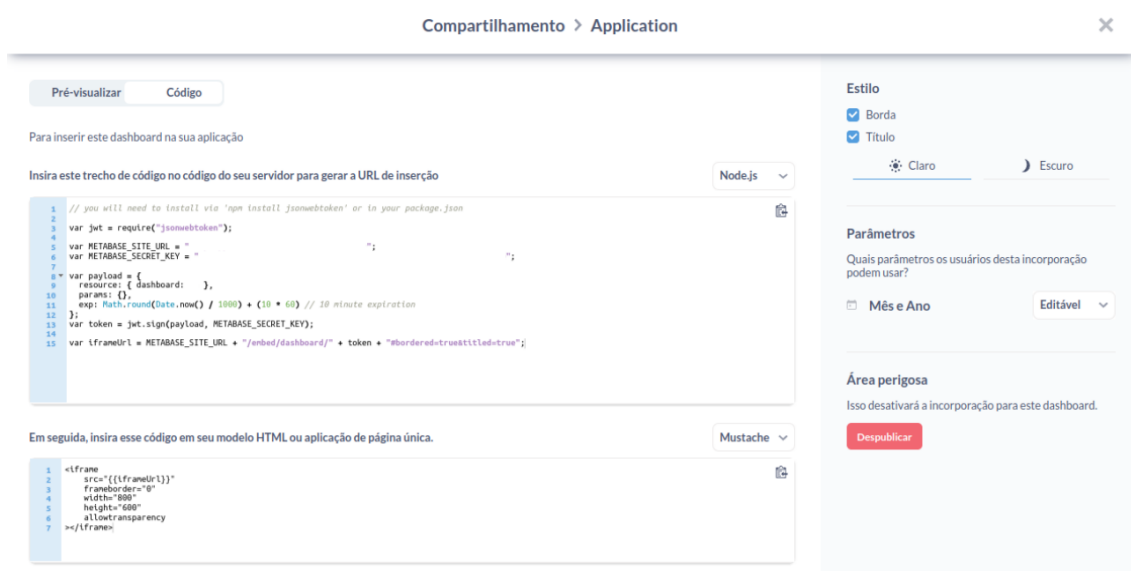 Compartilhamento > Application
Pré-visualizar
Código
Para inserir este dashboard na sua aplicação
Insira este trecho de código no código do seu servidor para gerar a URL de inserção
Node.js
1 // you will need to install via 'npm install jsonwebtoken' or in your package.json
2
3 var jwt = require("jsonwebtoken");
4
5 var METABASE_SITE_URL = " ";
6 var METABASE_SECRET_KEY = " ";
7
8 var payload = {
9 resource: { dashboard: },
10 params: {},
11 exp: Math.round(Date.now() / 1000) + (10 * 60) // 10 minute expiration
12 };
13 var token = jwt.sign(payload, METABASE_SECRET_KEY);
14
15 var iframeUrl = METABASE_SITE_URL + "/embed/dashboard/" + token + "#bordered=true&titled=true";
Em seguida, insira esse código em seu modelo HTML ou aplicação de página única.
Mustache
1 <iframe
2 src="{{iframeUrl}}"
3 frameborder="0"
4 width="800"
5 height="600"
6 allowtransparency
7 ></iframe>
Estilo
Borda
Título
Claro
Escuro
Parâmetros
Quais parâmetros os usuários desta incorporação
podem usar?
Mês e Ano
Editável
Área perigosa
Isso desativará a incorporação para este dashboard.
Despublicar